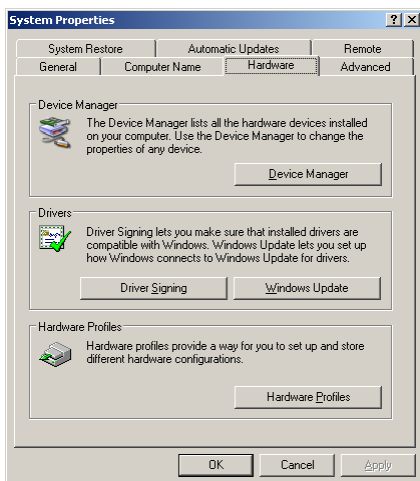 System Properties
System Restore
Automatic Updates
Remote
General
Computer Name
Hardware
Advanced
Device Manager
The Device Manager lists all the hardware devices installed
on your computer. Use the Device Manager to change the
properties of any device.
Device Manager
Drivers
Driver Signing lets you make sure that installed drivers are
compatible with Windows. Windows Update lets you set up
how Windows connects to Windows Update for drivers.
Driver Signing
Windows Update
Hardware Profiles
Hardware profiles provide a way for you to set up and store
different hardware configurations.
Hardware Profiles
OK
Cancel
Apply